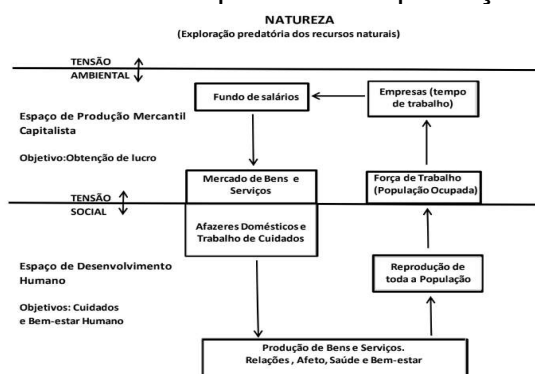 NATUREZA
(Exploração predatória dos recursos naturais)
TENSÃO
AMBIENTAL
Fundo de salários
Empresas (tempo
de trabalho)
Espaço de Produção Mercantil
Capitalista
Objetivo:Obtenção de lucro
Mercado de Bens e
Serviços
Força de Trabalho
(População Ocupada)
TENSÃO
SOCIAL
Afazeres Domésticos e
Trabalho de Cuidados
Espaço de Desenvolvimento
Humano
Reprodução de
toda a População
Objetivos: Cuidados
e Bem-estar Humano
Produção de Bens e Serviços.
Relações , Afeto, Saúde e Bem-estar